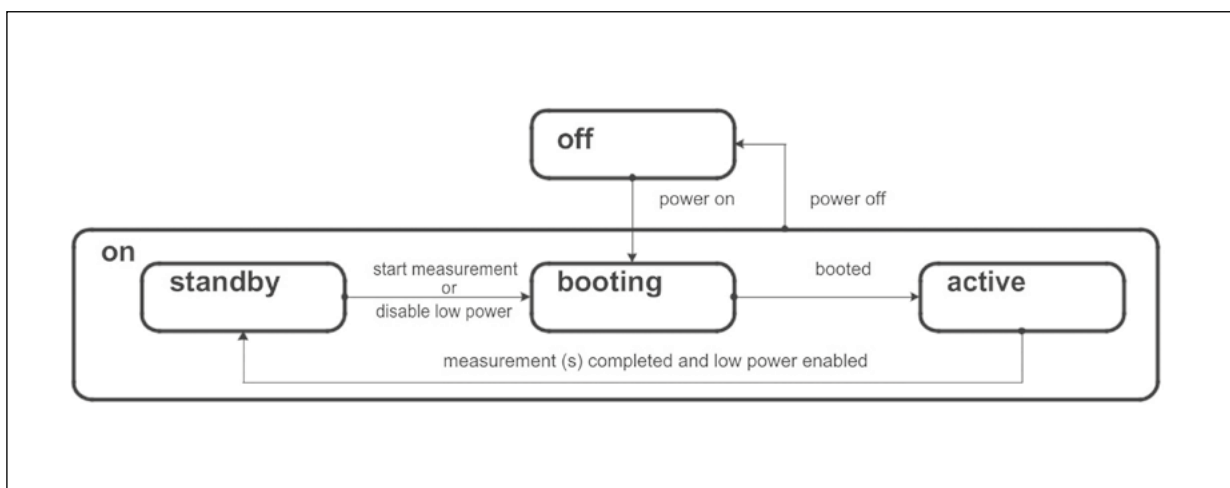 off
power on
power off
on
standby
start measurement
or
disable low power
booting
booted
active
measurement (s) completed and low power enabled